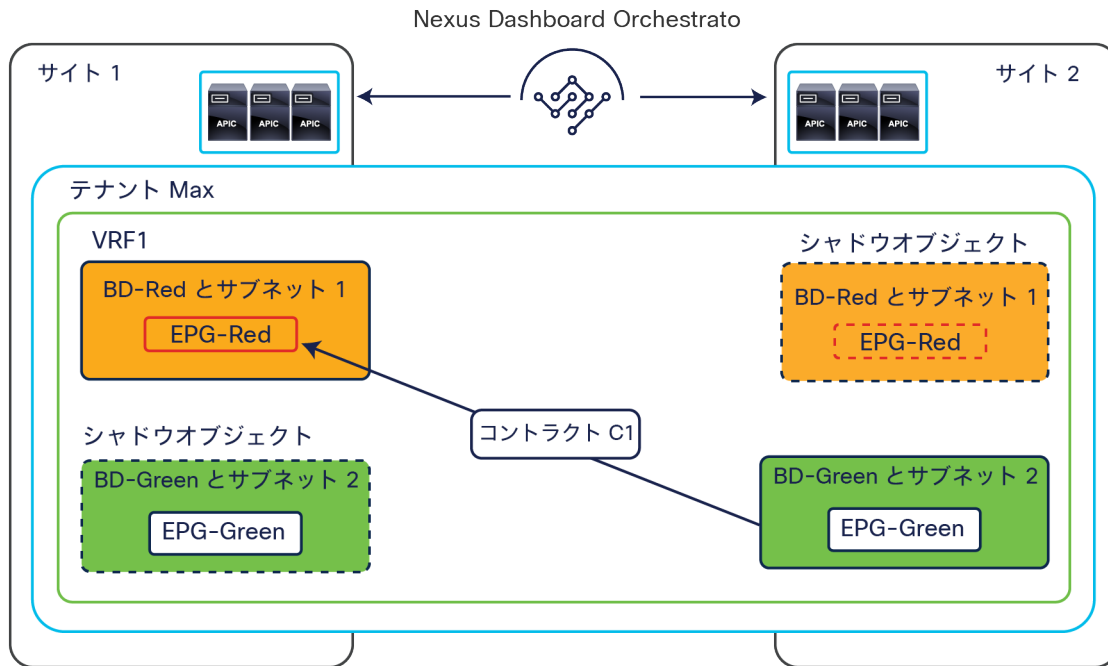 Nexus Dashboard Orchestrato
サイト 1
サイト 2
APIC APIC APIC
APIC APIC APIC
テナント Max
VRF1
シャドウオブジェクト
BD-Red とサブネット 1
EPG-Red
BD-Red とサブネット 1
EPG-Red
コントラクト C1
シャドウオブジェクト
BD-Green とサブネット 2
EPG-Green
BD-Green とサブネット 2
EPG-Green